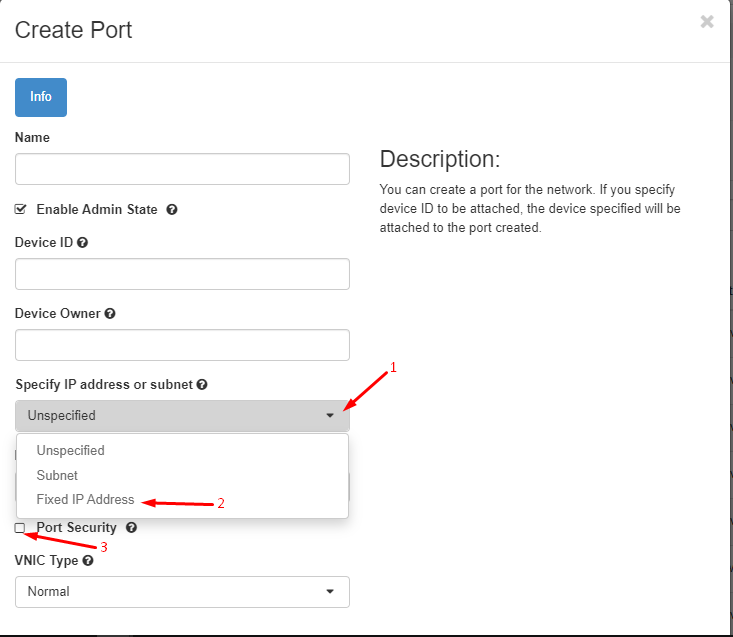 Create Port
×
Info
Name
Enable Admin State
Device ID
Device Owner
Specify IP address or subnet
1
Unspecified
Unspecified
Subnet
Fixed IP Address
2
Port Security
3
VNIC Type
Normal
Description:
You can create a port for the network. If you specify
device ID to be attached, the device specified will be
attached to the port created.